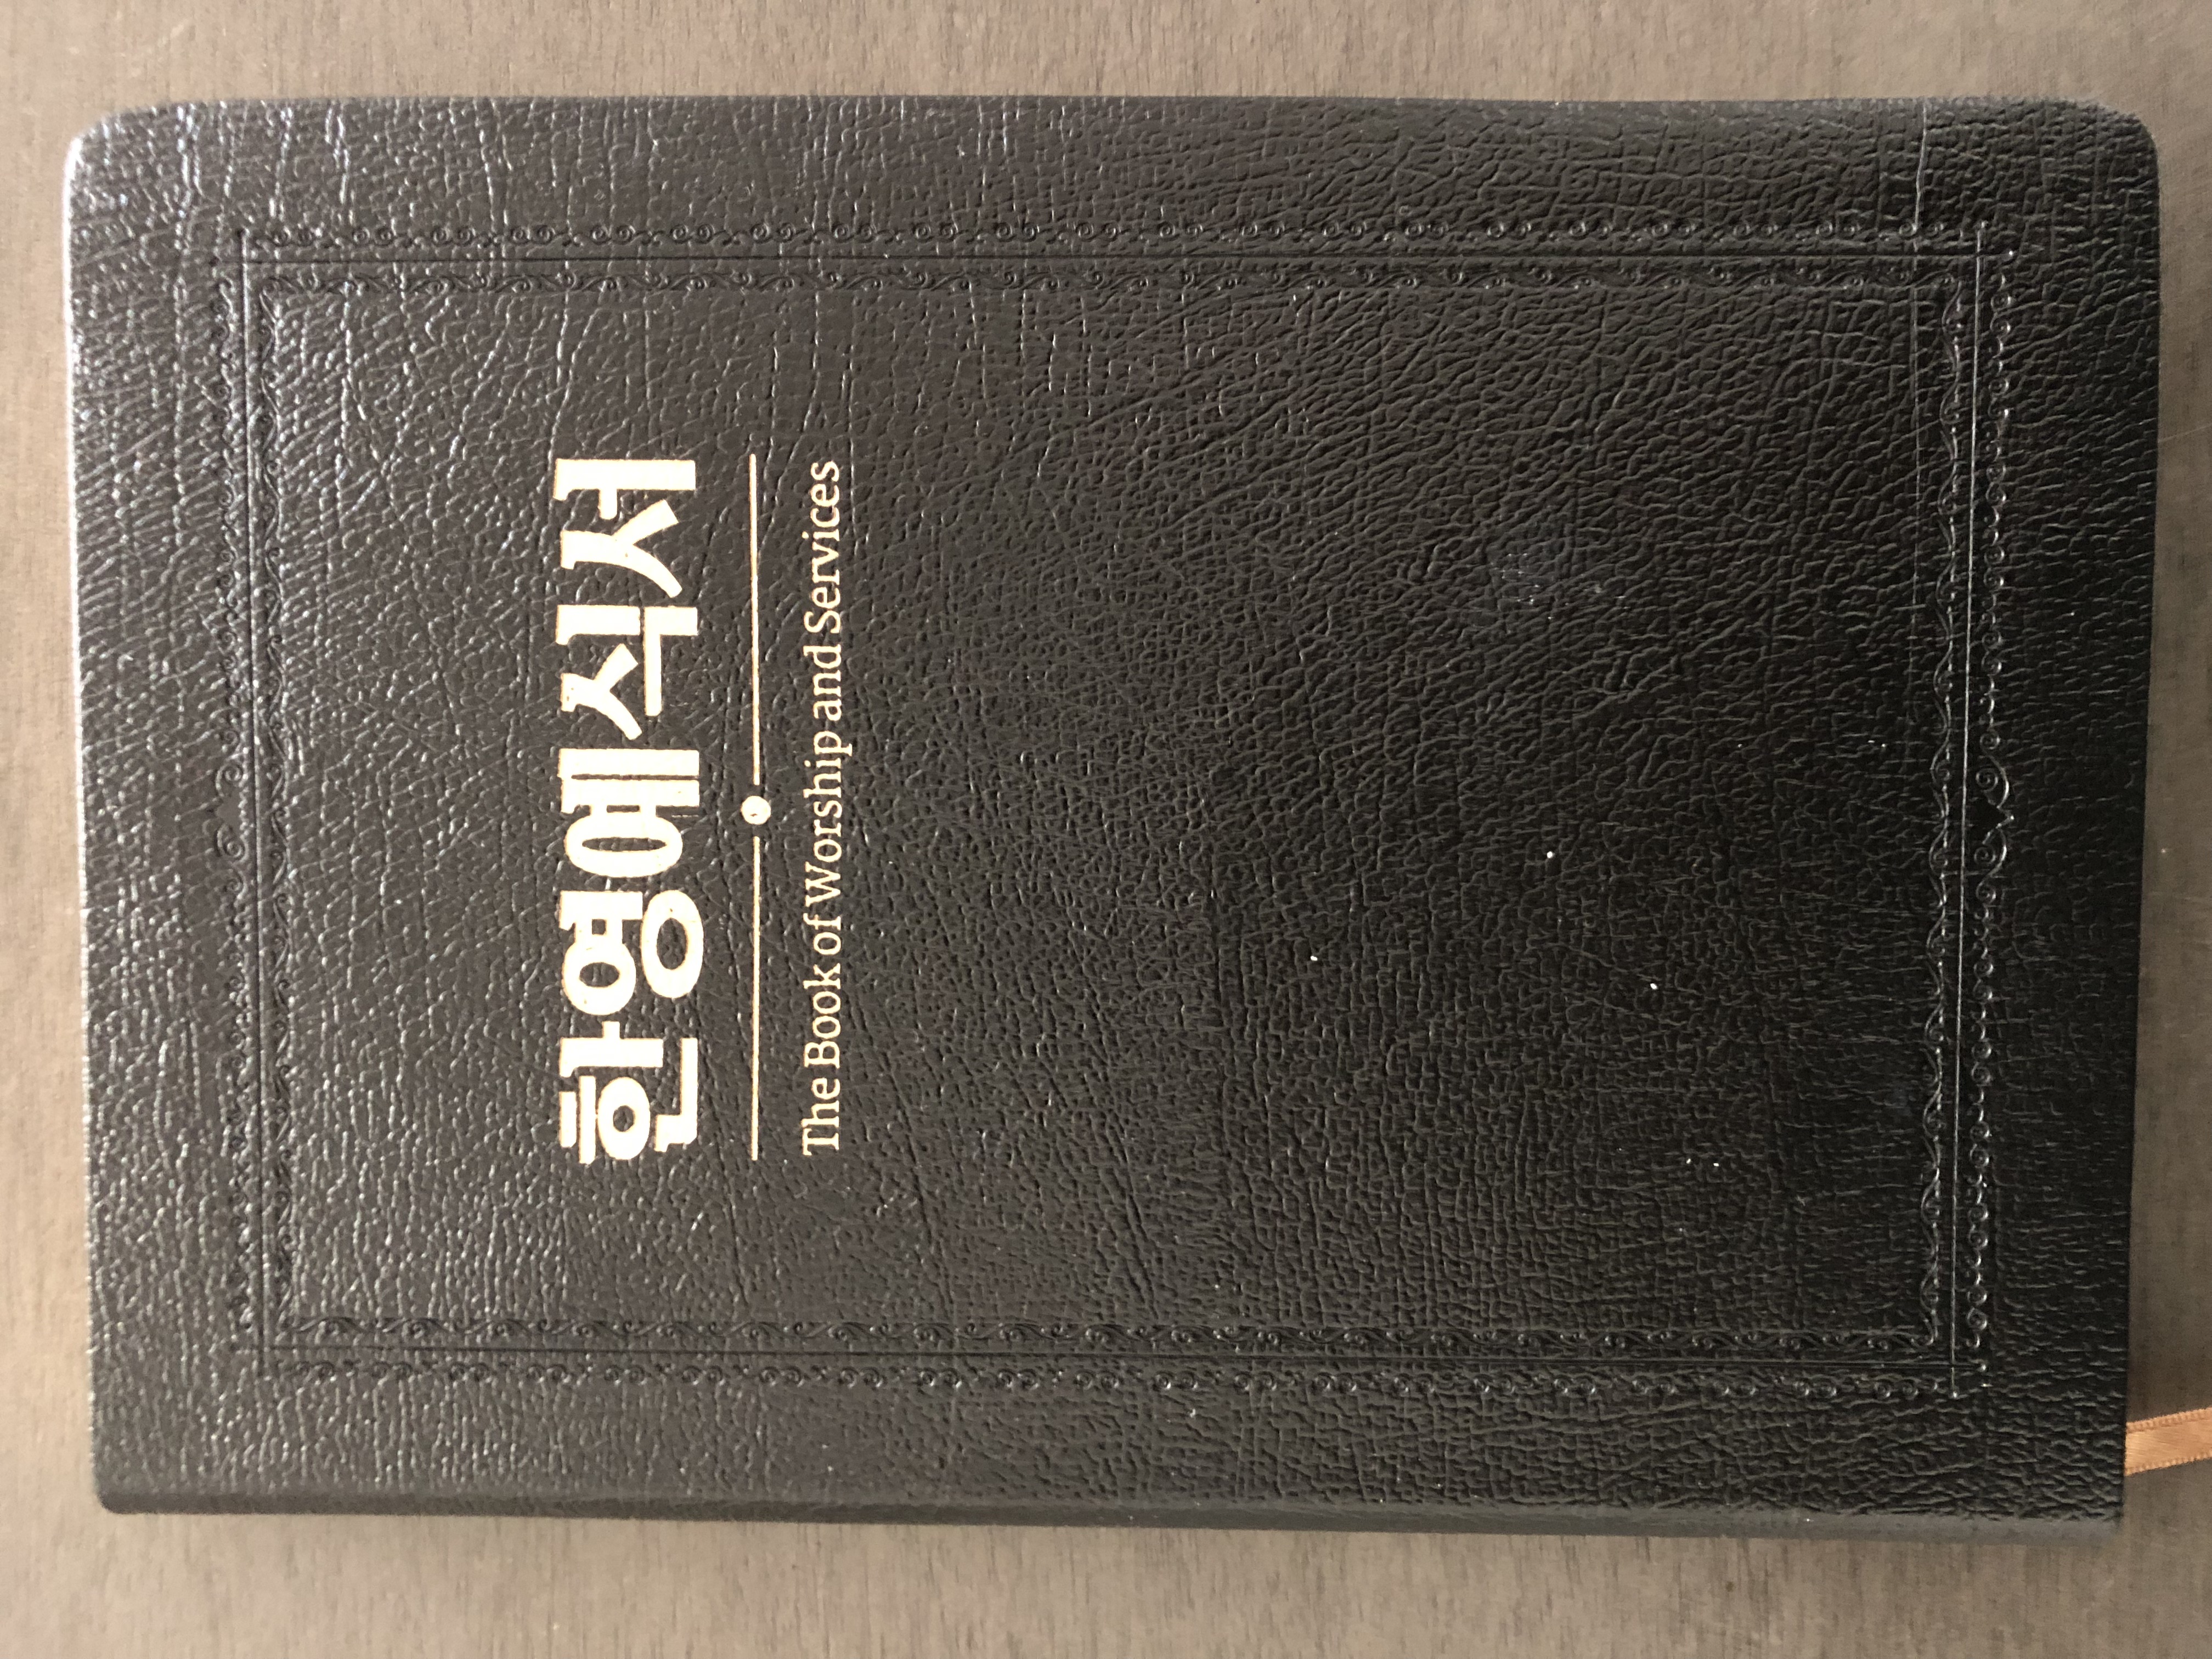 한영예식서
The Book of Worship and Services